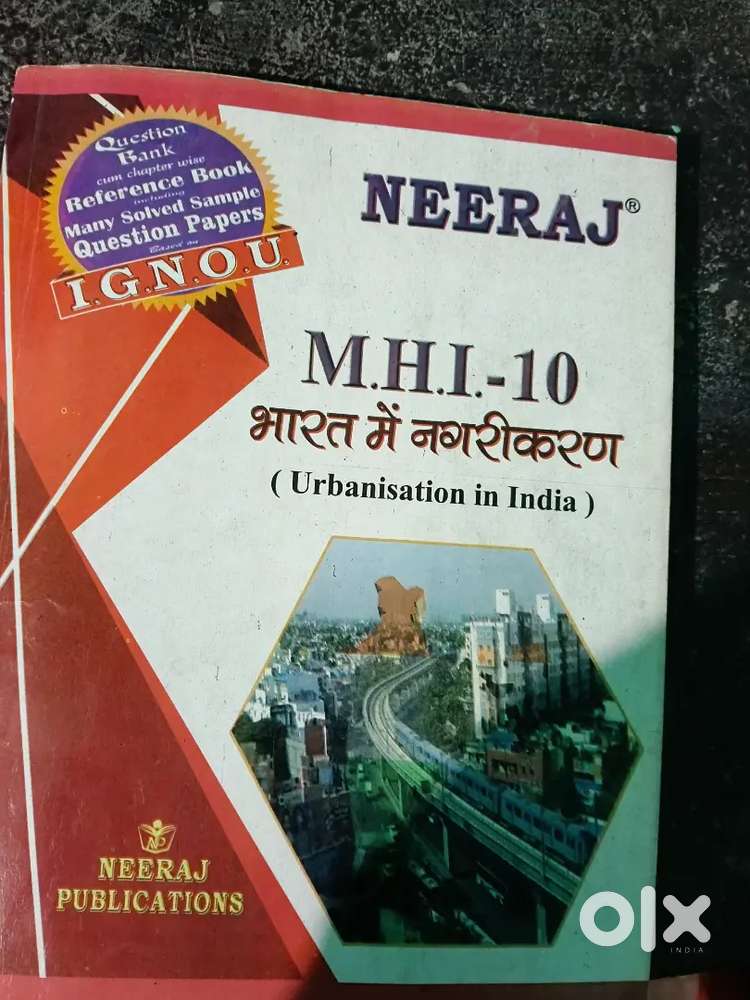 Question
Bank
cum chapter wise
Reference Book
including
Many Solved Sample
Question Papers
Based on
I.G.N.O.U.
NEERAJ®
M.H.I.-10
भारत में नगरीकरण
( Urbanisation in India )
NEERAJ
PUBLICATIONS
olx
INDIA